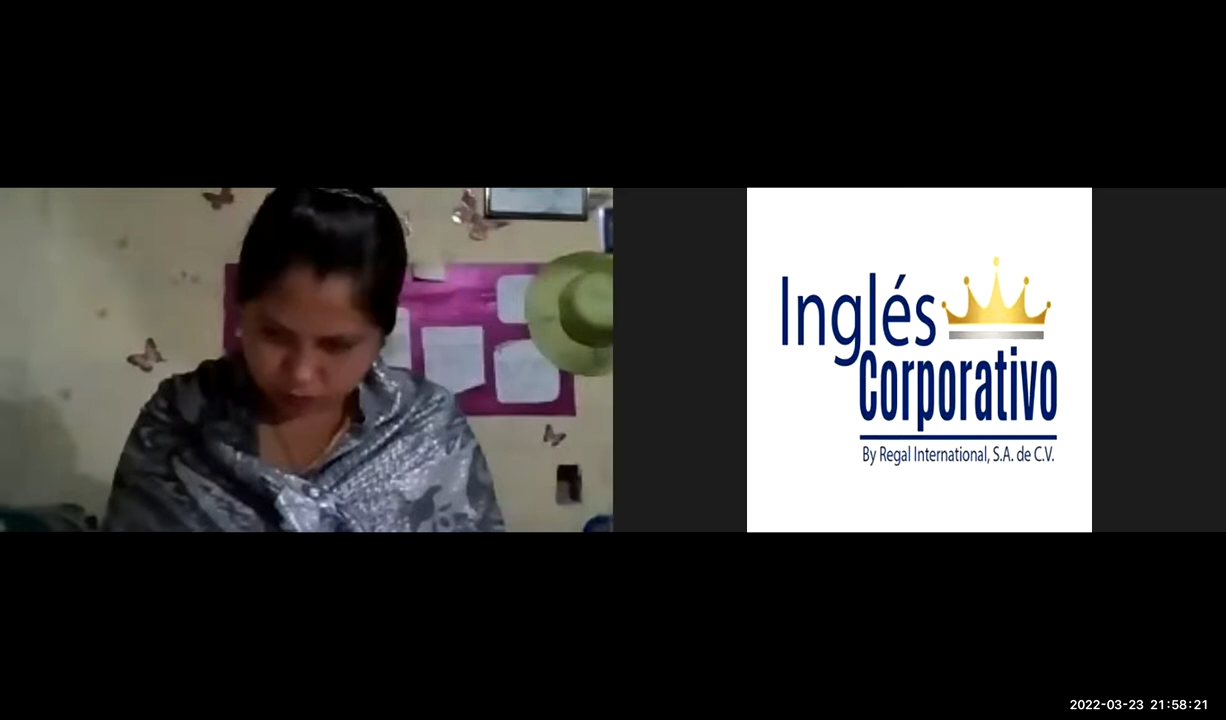 Inglés
Corporativo
By Regal International, S.A. de C.V.
2022-03-23 21:58:21